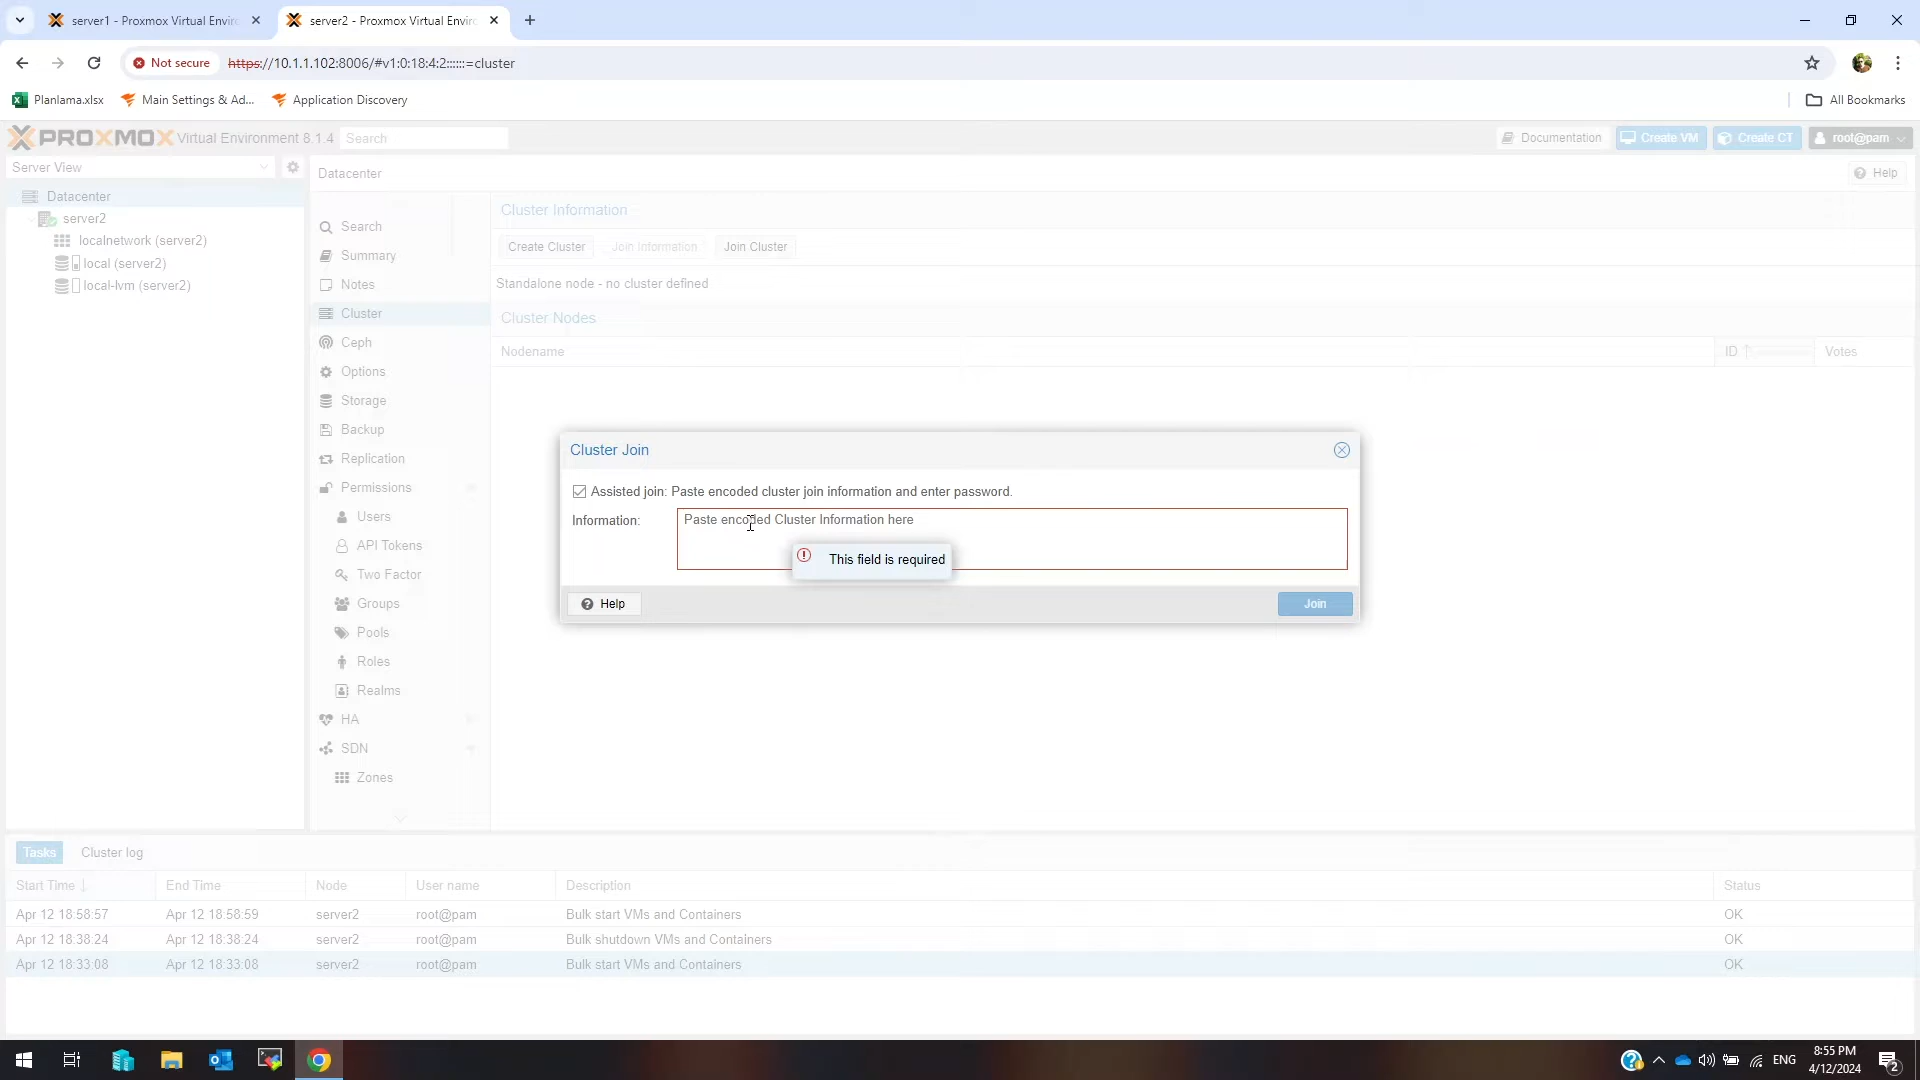 server1 - Proxmox Virtual Enviro
server2 - Proxmox Virtual Enviro
Not secure
https://10.1.1.102:8006/#v1:0:18:4:2::::::=cluster
Planlama.xlsx
Main Settings & Ad...
Application Discovery
All Bookmarks
PROXMOX Virtual Environment 8.1.4
Search
Documentation
Create VM
Create CT
root@pam
Server View
Datacenter
server2
localnetwork (server2)
local (server2)
local-lvm (server2)
Datacenter
Help
Search
Summary
Notes
Cluster
Ceph
Options
Storage
Backup
Replication
Permissions
Users
API Tokens
Two Factor
Groups
Pools
Roles
Realms
HA
SDN
Zones
Cluster Information
Create Cluster
Join Information
Join Cluster
Standalone node - no cluster defined
Cluster Nodes
Nodename
ID
Votes
Cluster Join
Assisted join: Paste encoded cluster join information and enter password.
Information:
Paste encoded Cluster Information here
This field is required
Help
Join
Tasks
Cluster log
Start Time
End Time
Node
User name
Description
Status
Apr 12 18:58:57
Apr 12 18:58:59
server2
root@pam
Bulk start VMs and Containers
OK
Apr 12 18:38:24
Apr 12 18:38:24
server2
root@pam
Bulk shutdown VMs and Containers
OK
Apr 12 18:33:08
Apr 12 18:33:08
server2
root@pam
Bulk start VMs and Containers
OK
ENG
8:55 PM
4/12/2024
2